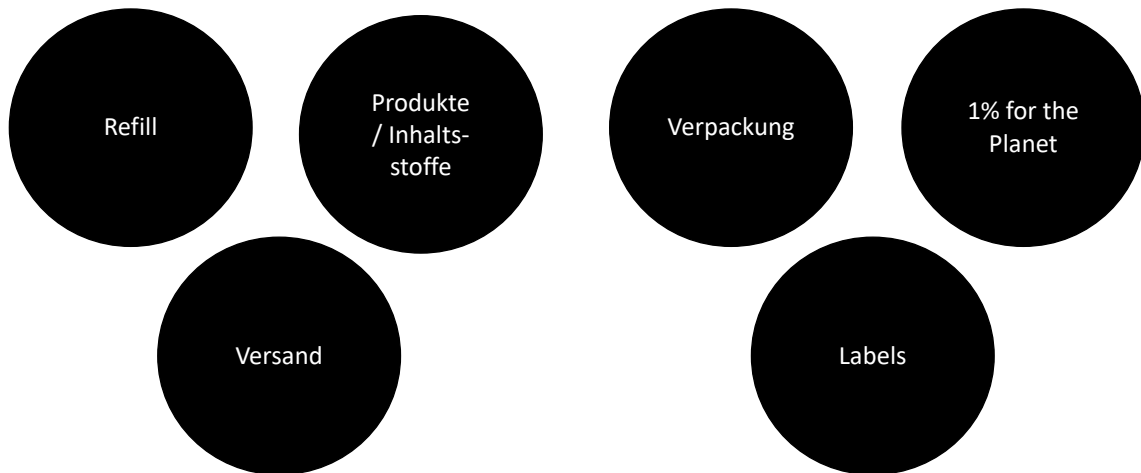 Refill
Produkte
/ Inhalts-
stoffe
Verpackung
1% for the
Planet
Versand
Labels